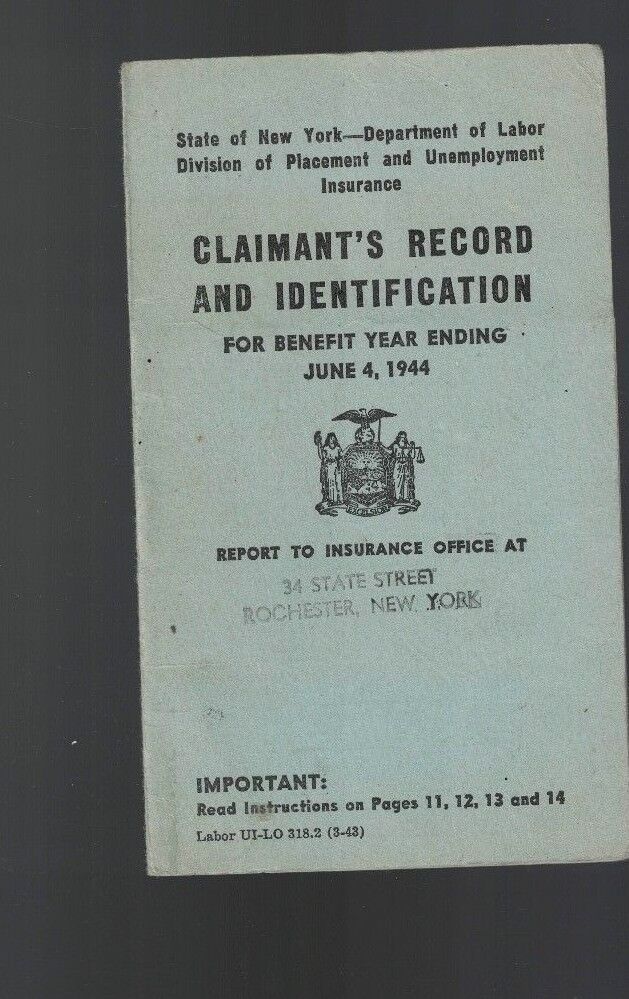 State of New York—Department of Labor
Division of Placement and Unemployment
Insurance
CLAIMANT'S RECORD
AND IDENTIFICATION
FOR BENEFIT YEAR ENDING
JUNE 4, 1944
EXCELSIOR
REPORT TO INSURANCE OFFICE AT
34 STATE STREET
ROCHESTER, NEW YORK
IMPORTANT:
Read Instructions on Pages 11, 12, 13 and 14
Labor UI-LO 318.2 (3-43)